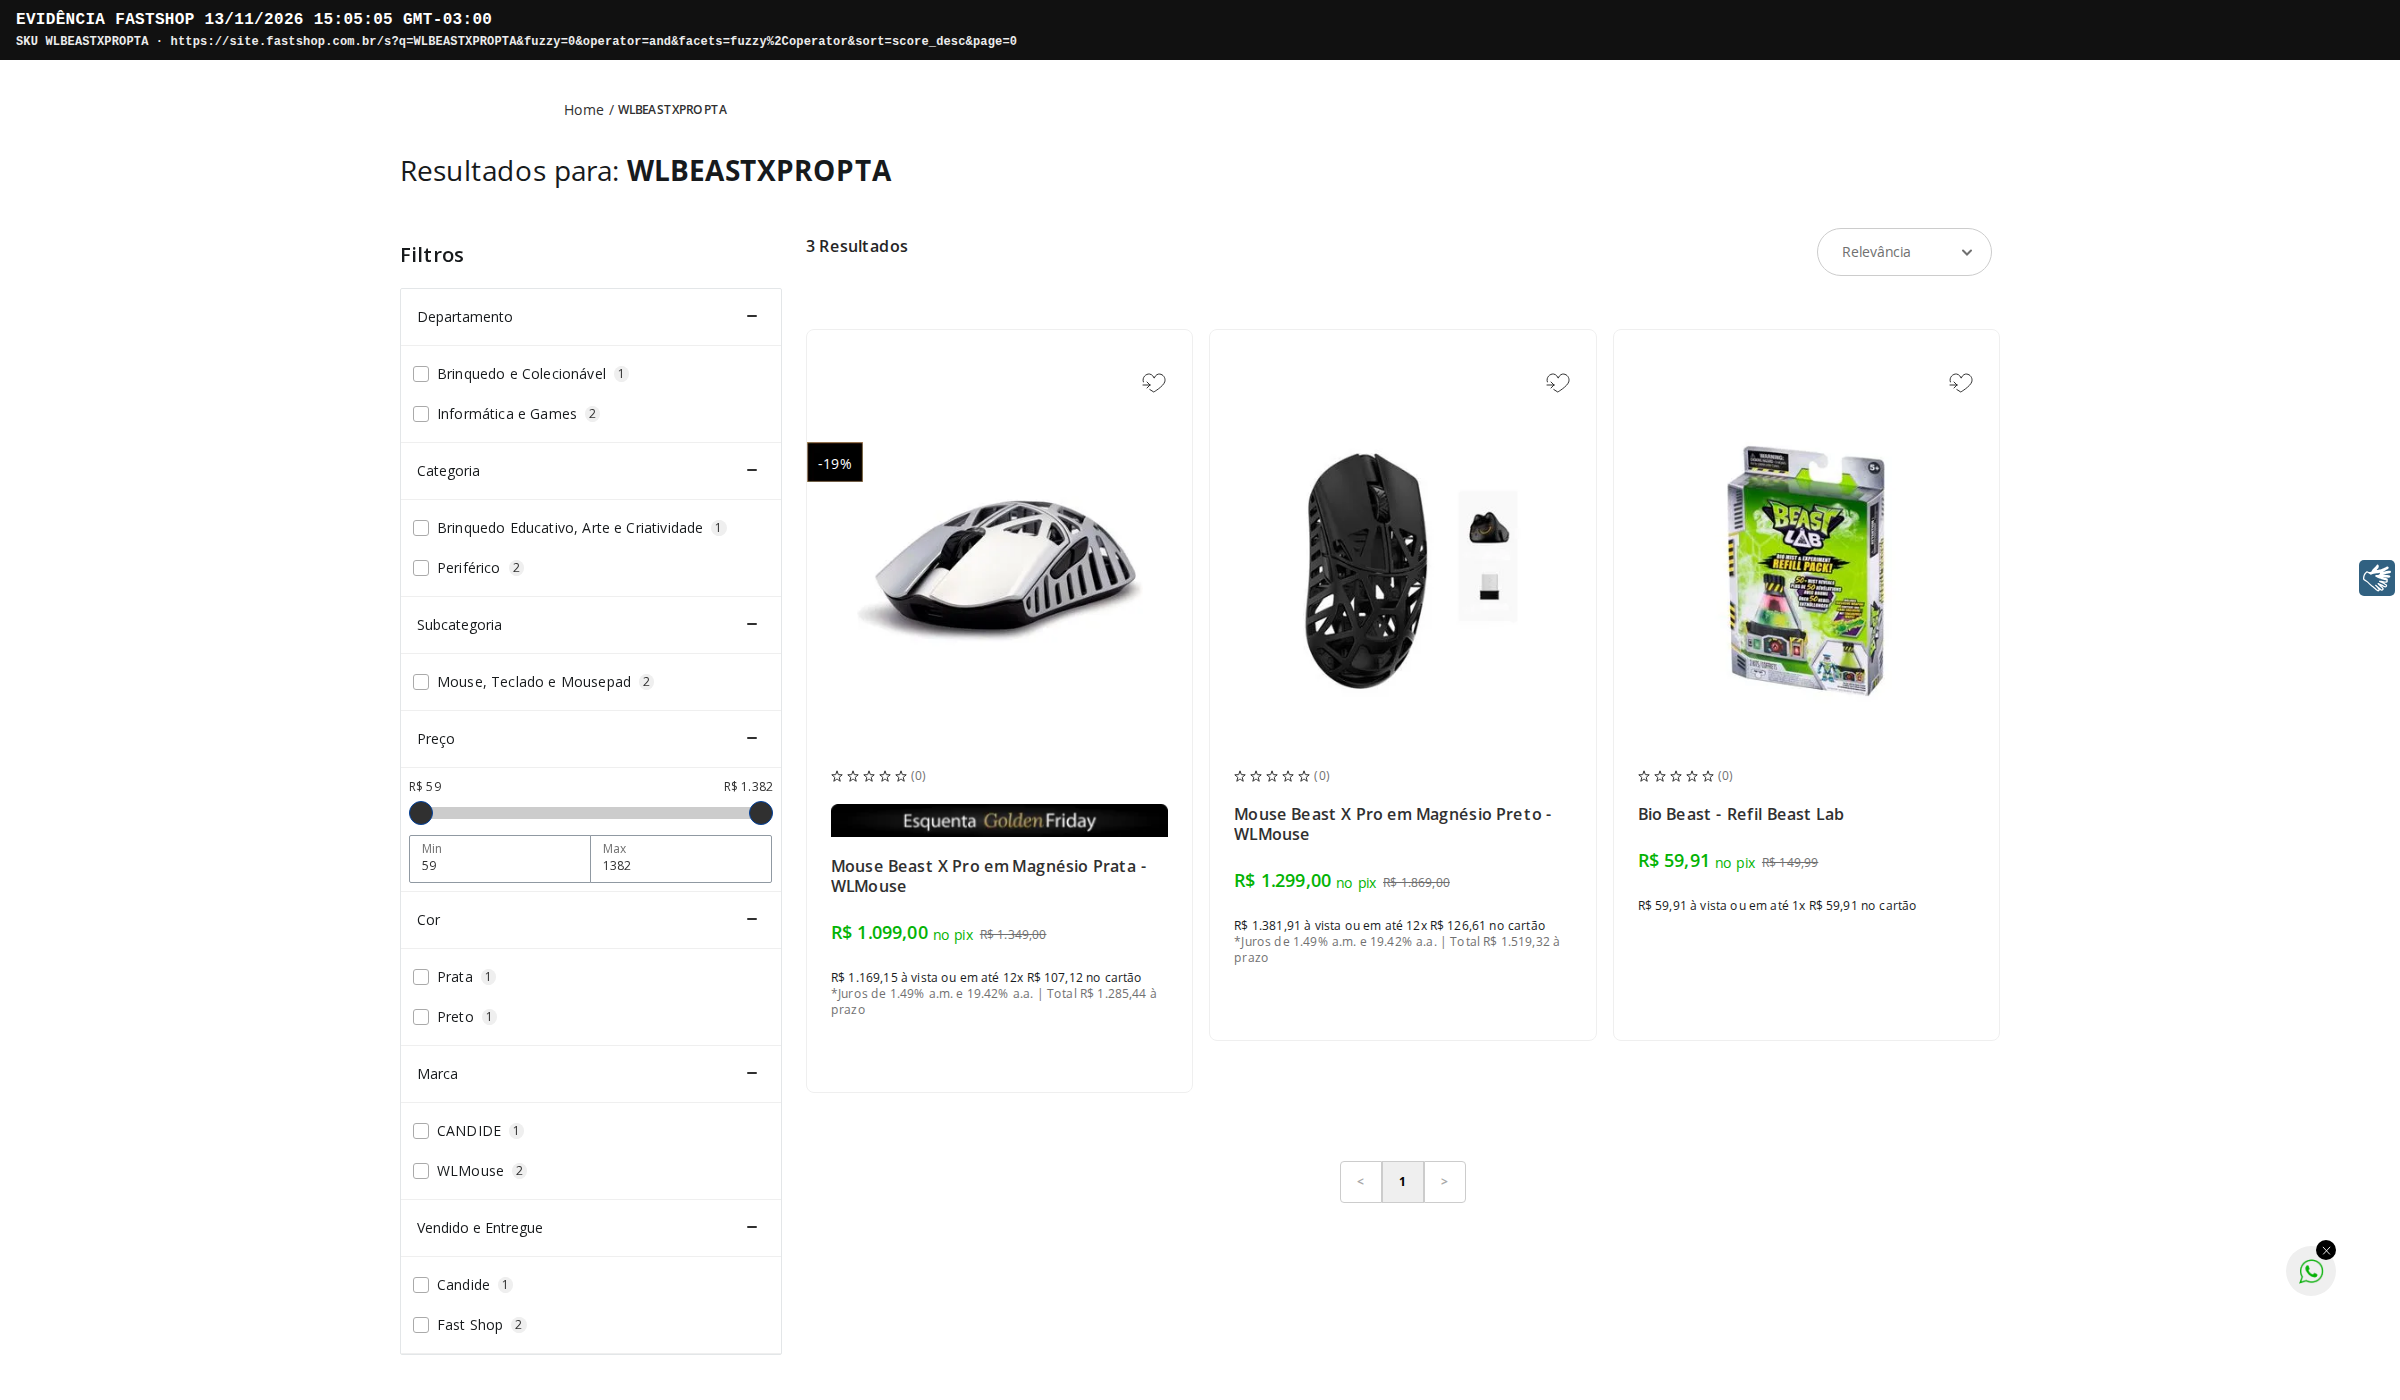 EVIDÊNCIA FASTSHOP 13/11/2026 15:05:05 GMT-03:00
SKU WLBEASTXPROPTA · https://site.fastshop.com.br/s?q=WLBEASTXPROPTA&fuzzy=0&operator=and&facets=fuzzy%2Coperator&sort=score_desc&page=0
Home / WLBEASTXPROPTA
Resultados para: WLBEASTXPROPTA
Filtros
Departamento
Brinquedo e Colecionável 1
Informática e Games 2
Categoria
Brinquedo Educativo, Arte e Criatividade 1
Periférico 2
Subcategoria
Mouse, Teclado e Mousepad 2
Preço
R$ 59 R$ 1.382
Min Max
59 1382
Cor
Prata 1
Preto 1
Marca
CANDIDE 1
WLMouse 2
Vendido e Entregue
Candide 1
Fast Shop 2
3 Resultados
Relevância
-19%
(0)
Esquenta Golden Friday
Mouse Beast X Pro em Magnésio Prata -
WLMouse
R$ 1.099,00 no pix R$ 1.349,00
R$ 1.169,15 à vista ou em até 12x R$ 107,12 no cartão
*Juros de 1.49% a.m. e 19.42% a.a. | Total R$ 1.285,44 à
prazo
(0)
Mouse Beast X Pro em Magnésio Preto -
WLMouse
R$ 1.299,00 no pix R$ 1.869,00
R$ 1.381,91 à vista ou em até 12x R$ 126,61 no cartão
*Juros de 1.49% a.m. e 19.42% a.a. | Total R$ 1.519,32 à
prazo
WARNING:
5+
BEAST
LAB
BIO MIST & EXPERIMENT
REFILL PACK!
(0)
Bio Beast - Refil Beast Lab
R$ 59,91 no pix R$ 149,99
R$ 59,91 à vista ou em até 1x R$ 59,91 no cartão
< 1 >